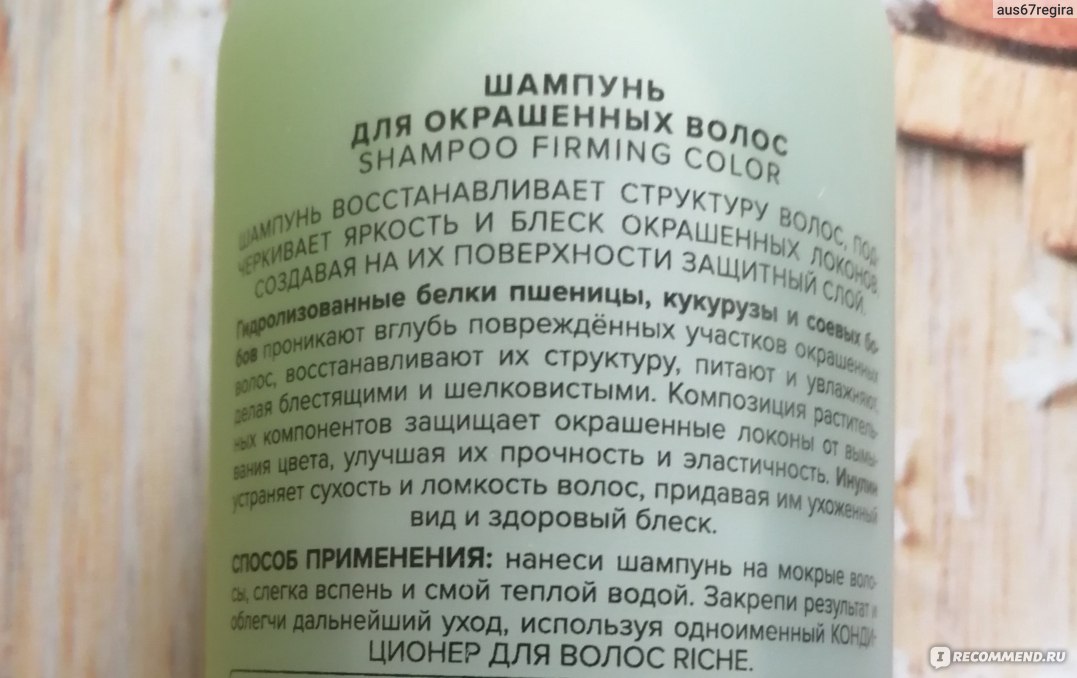 aus67regira
ШАМПУНЬ
ДЛЯ ОКРАШЕННЫХ ВОЛОС
SHAMPOO FIRMING COLOR
ШАМПУНЬ ВОССТАНАВЛИВАЕТ СТРУКТУРУ ВОЛОС, ПОД-
ЧЕРКИВАЕТ ЯРКОСТЬ И БЛЕСК ОКРАШЕННЫХ ЛОКОНОВ,
СОЗДАВАЯ НА ИХ ПОВЕРХНОСТИ ЗАЩИТНЫЙ СЛОЙ.
Гидролизованные белки пшеницы, кукурузы и соевых бо-
бов проникают вглубь повреждённых участков окрашенных
волос, восстанавливают их структуру, питают и увлажняют,
делая блестящими и шелковистыми. Композиция раститель-
ных компонентов защищает окрашенные локоны от вымы-
вания цвета, улучшая их прочность и эластичность. Инулин
устраняет сухость и ломкость волос, придавая им ухоженный
вид и здоровый блеск.
СПОСОБ ПРИМЕНЕНИЯ: нанеси шампунь на мокрые воло-
сы, слегка вспень и смой теплой водой. Закрепи результат и
облегчи дальнейший уход, используя одноименный КОНДИ-
ЦИОНЕР ДЛЯ ВОЛОС RICHE.
I RECOMMEND.RU